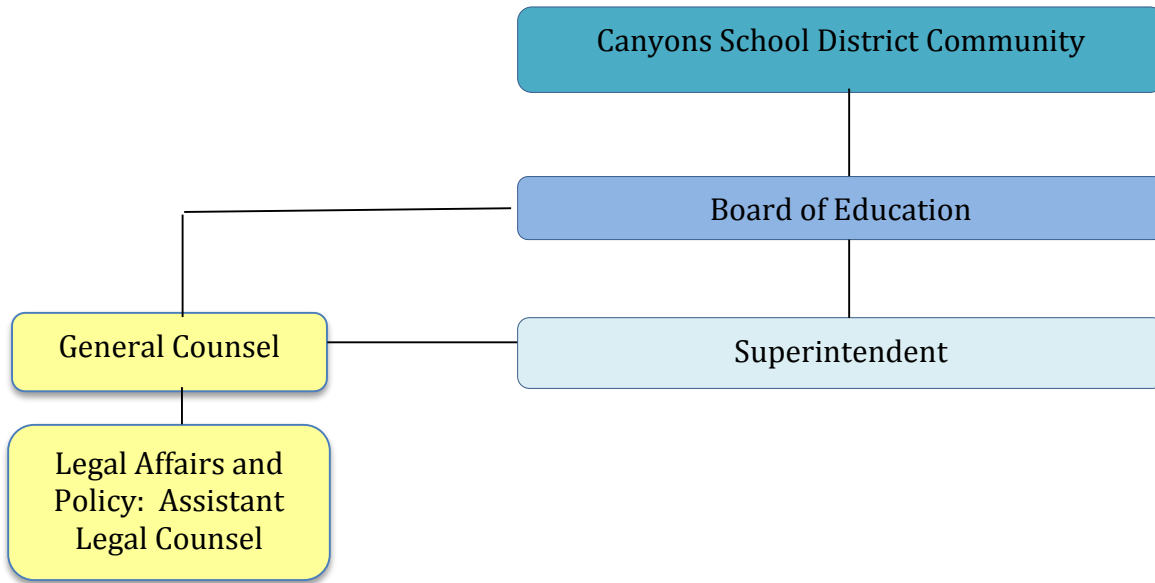 Canyons School District Community
Board of Education
General Counsel
Superintendent
Legal Affairs and
Policy:  Assistant
Legal Counsel